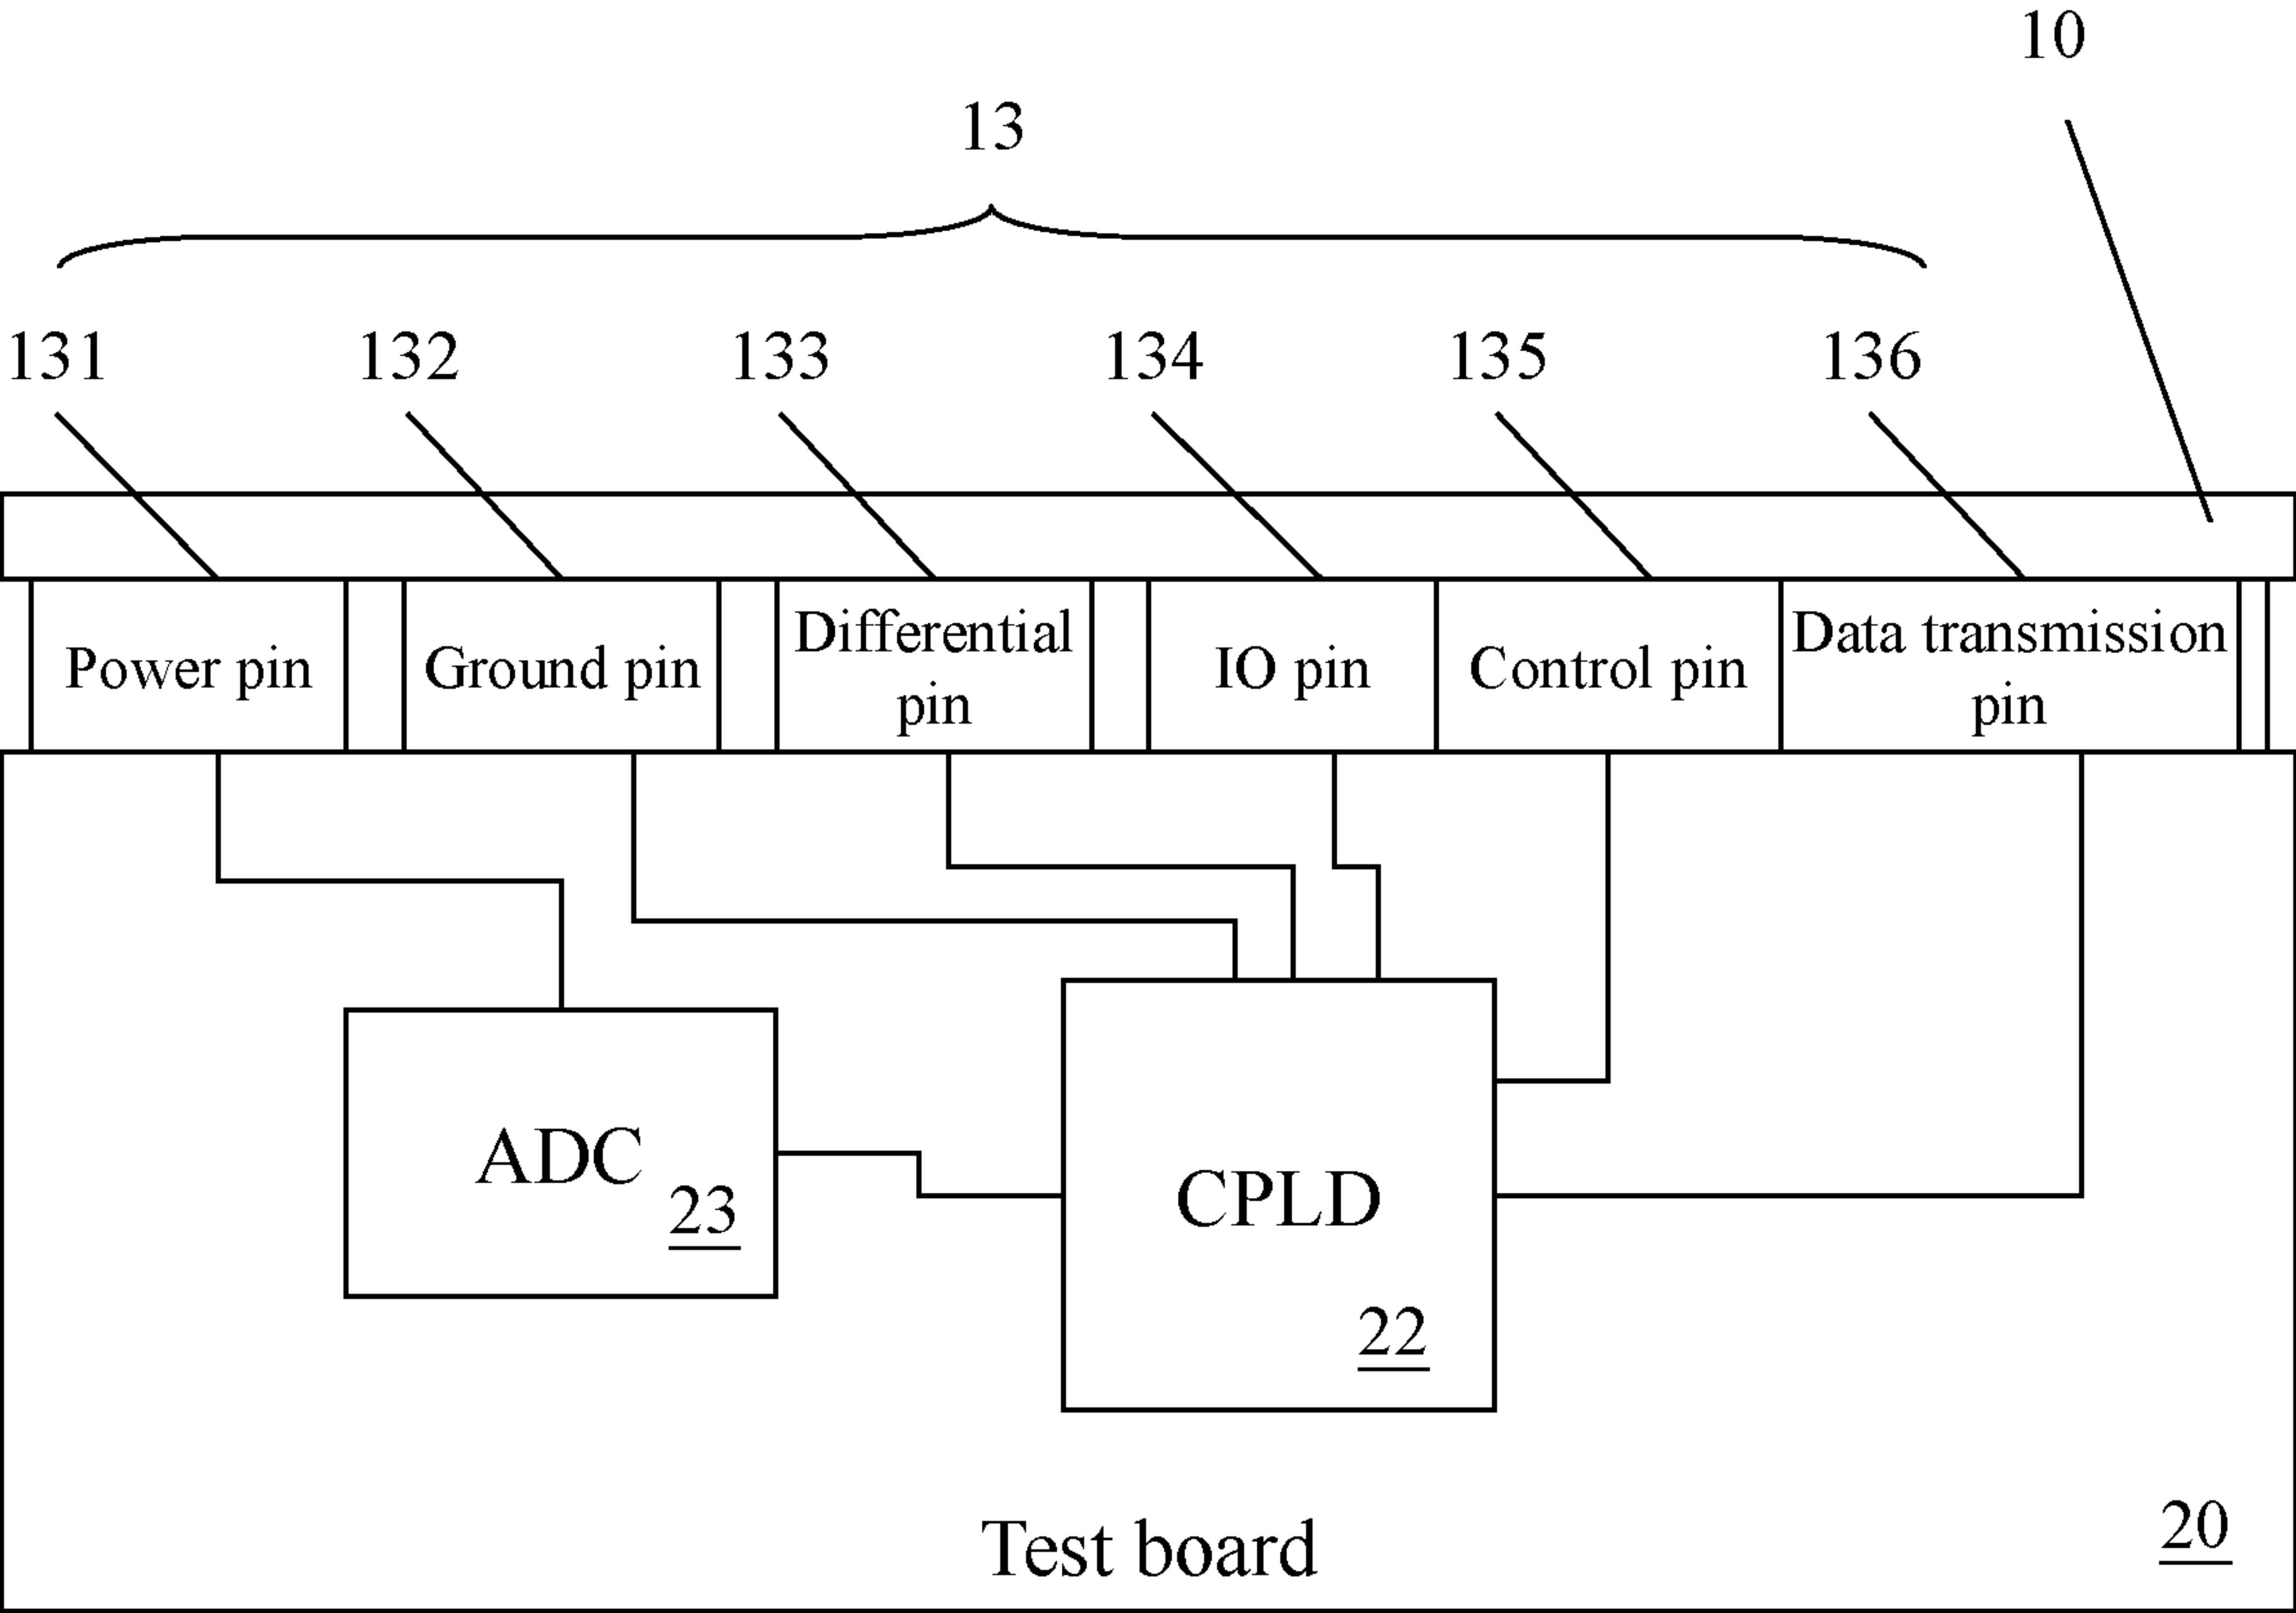 10
13
131 132 133 134 135 136
Power pin
Ground pin
Differential
pin
IO pin
Control pin
Data transmission
pin
ADC
23
CPLD
22
Test board
20